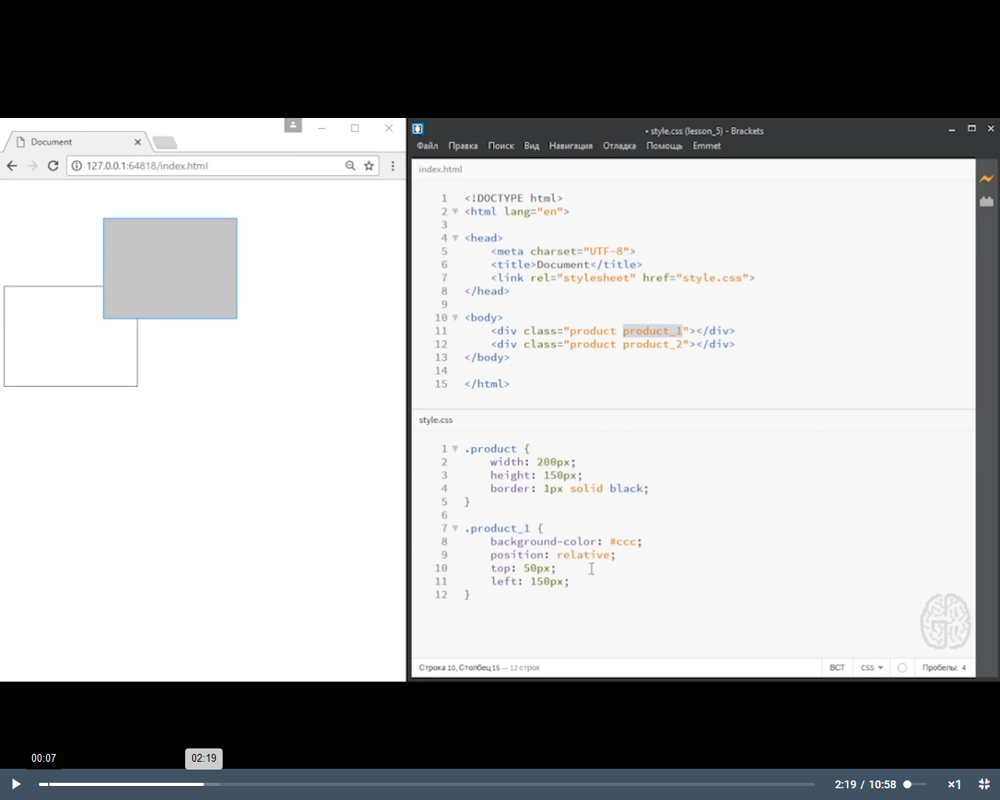 Document
127.0.0.1:64818/index.html
• style.css (lesson_5) - Brackets
Файл Правка Поиск Вид Навигация Отладка Помощь Emmet
index.html
1 <!DOCTYPE html>
2 <html lang="en">
3
4 <head>
5 <meta charset="UTF-8">
6 <title>Document</title>
7 <link rel="stylesheet" href="style.css">
8 </head>
9
10 <body>
11 <div class="product product_1"></div>
12 <div class="product product_2"></div>
13 </body>
14
15 </html>
style.css
1 .product {
2 width: 200px;
3 height: 150px;
4 border: 1px solid black;
5 }
6
7 .product_1 {
8 background-color: #ccc;
9 position: relative;
10 top: 50px;
11 left: 150px;
12 }
Строка 10, Столбец 15 — 12 строк
ВСТ CSS Пробелы: 4
00:07
02:19
2:19 / 10:58 ×1